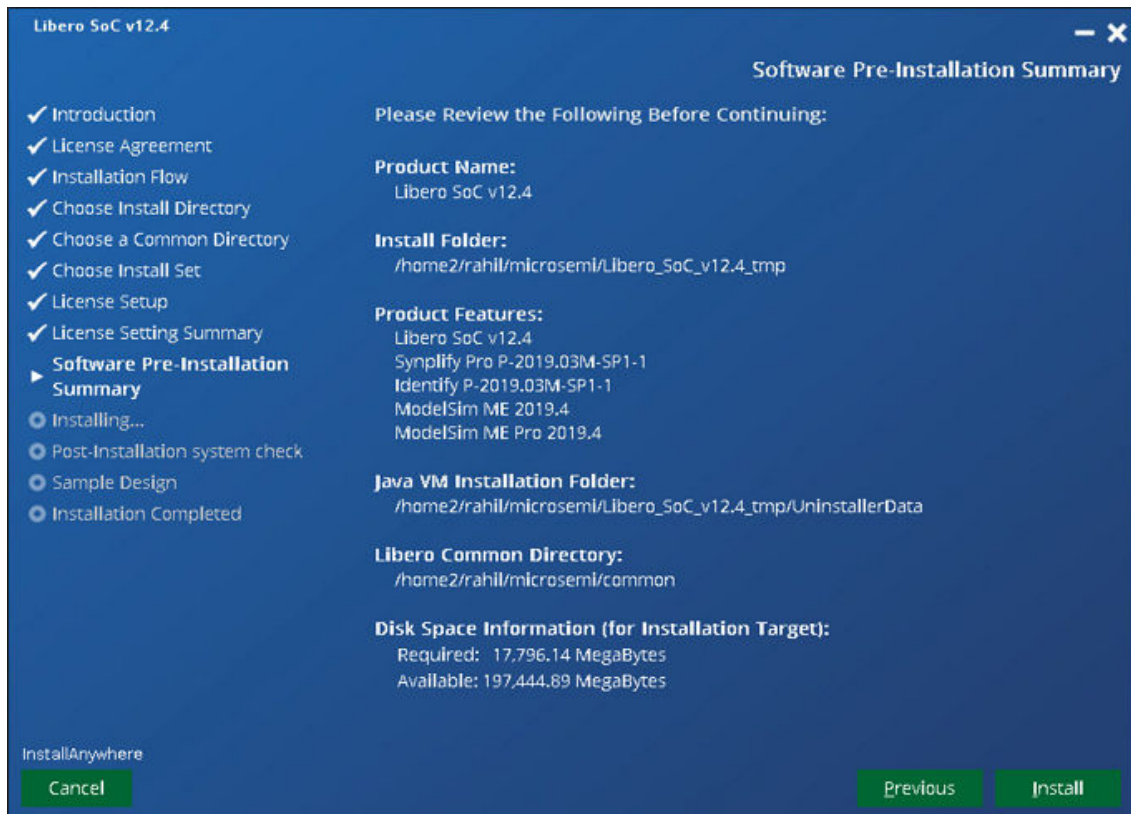 Libero SoC v12.4
Software Pre-Installation Summary
Introduction
License Agreement
Installation Flow
Choose Install Directory
Choose a Common Directory
Choose Install Set
License Setup
License Setting Summary
Software Pre-Installation
Summary
Installing...
Post-Installation system check
Sample Design
Installation Completed
Please Review the Following Before Continuing:
Product Name:
Libero SoC v12.4
Install Folder:
/home2/rahil/microsemi/Libero_SoC_v12.4_tmp
Product Features:
Libero SoC v12.4
Synplify Pro P-2019.03M-SP1-1
Identify P-2019.03M-SP1-1
ModelSim ME 2019.4
ModelSim ME Pro 2019.4
Java VM Installation Folder:
/home2/rahil/microsemi/Libero_SoC_v12.4_tmp/UninstallerData
Libero Common Directory:
/home2/rahil/microsemi/common
Disk Space Information (for Installation Target):
Required: 17,796.14 MegaBytes
Available: 197,444.89 MegaBytes
InstallAnywhere
Cancel
Previous
Install